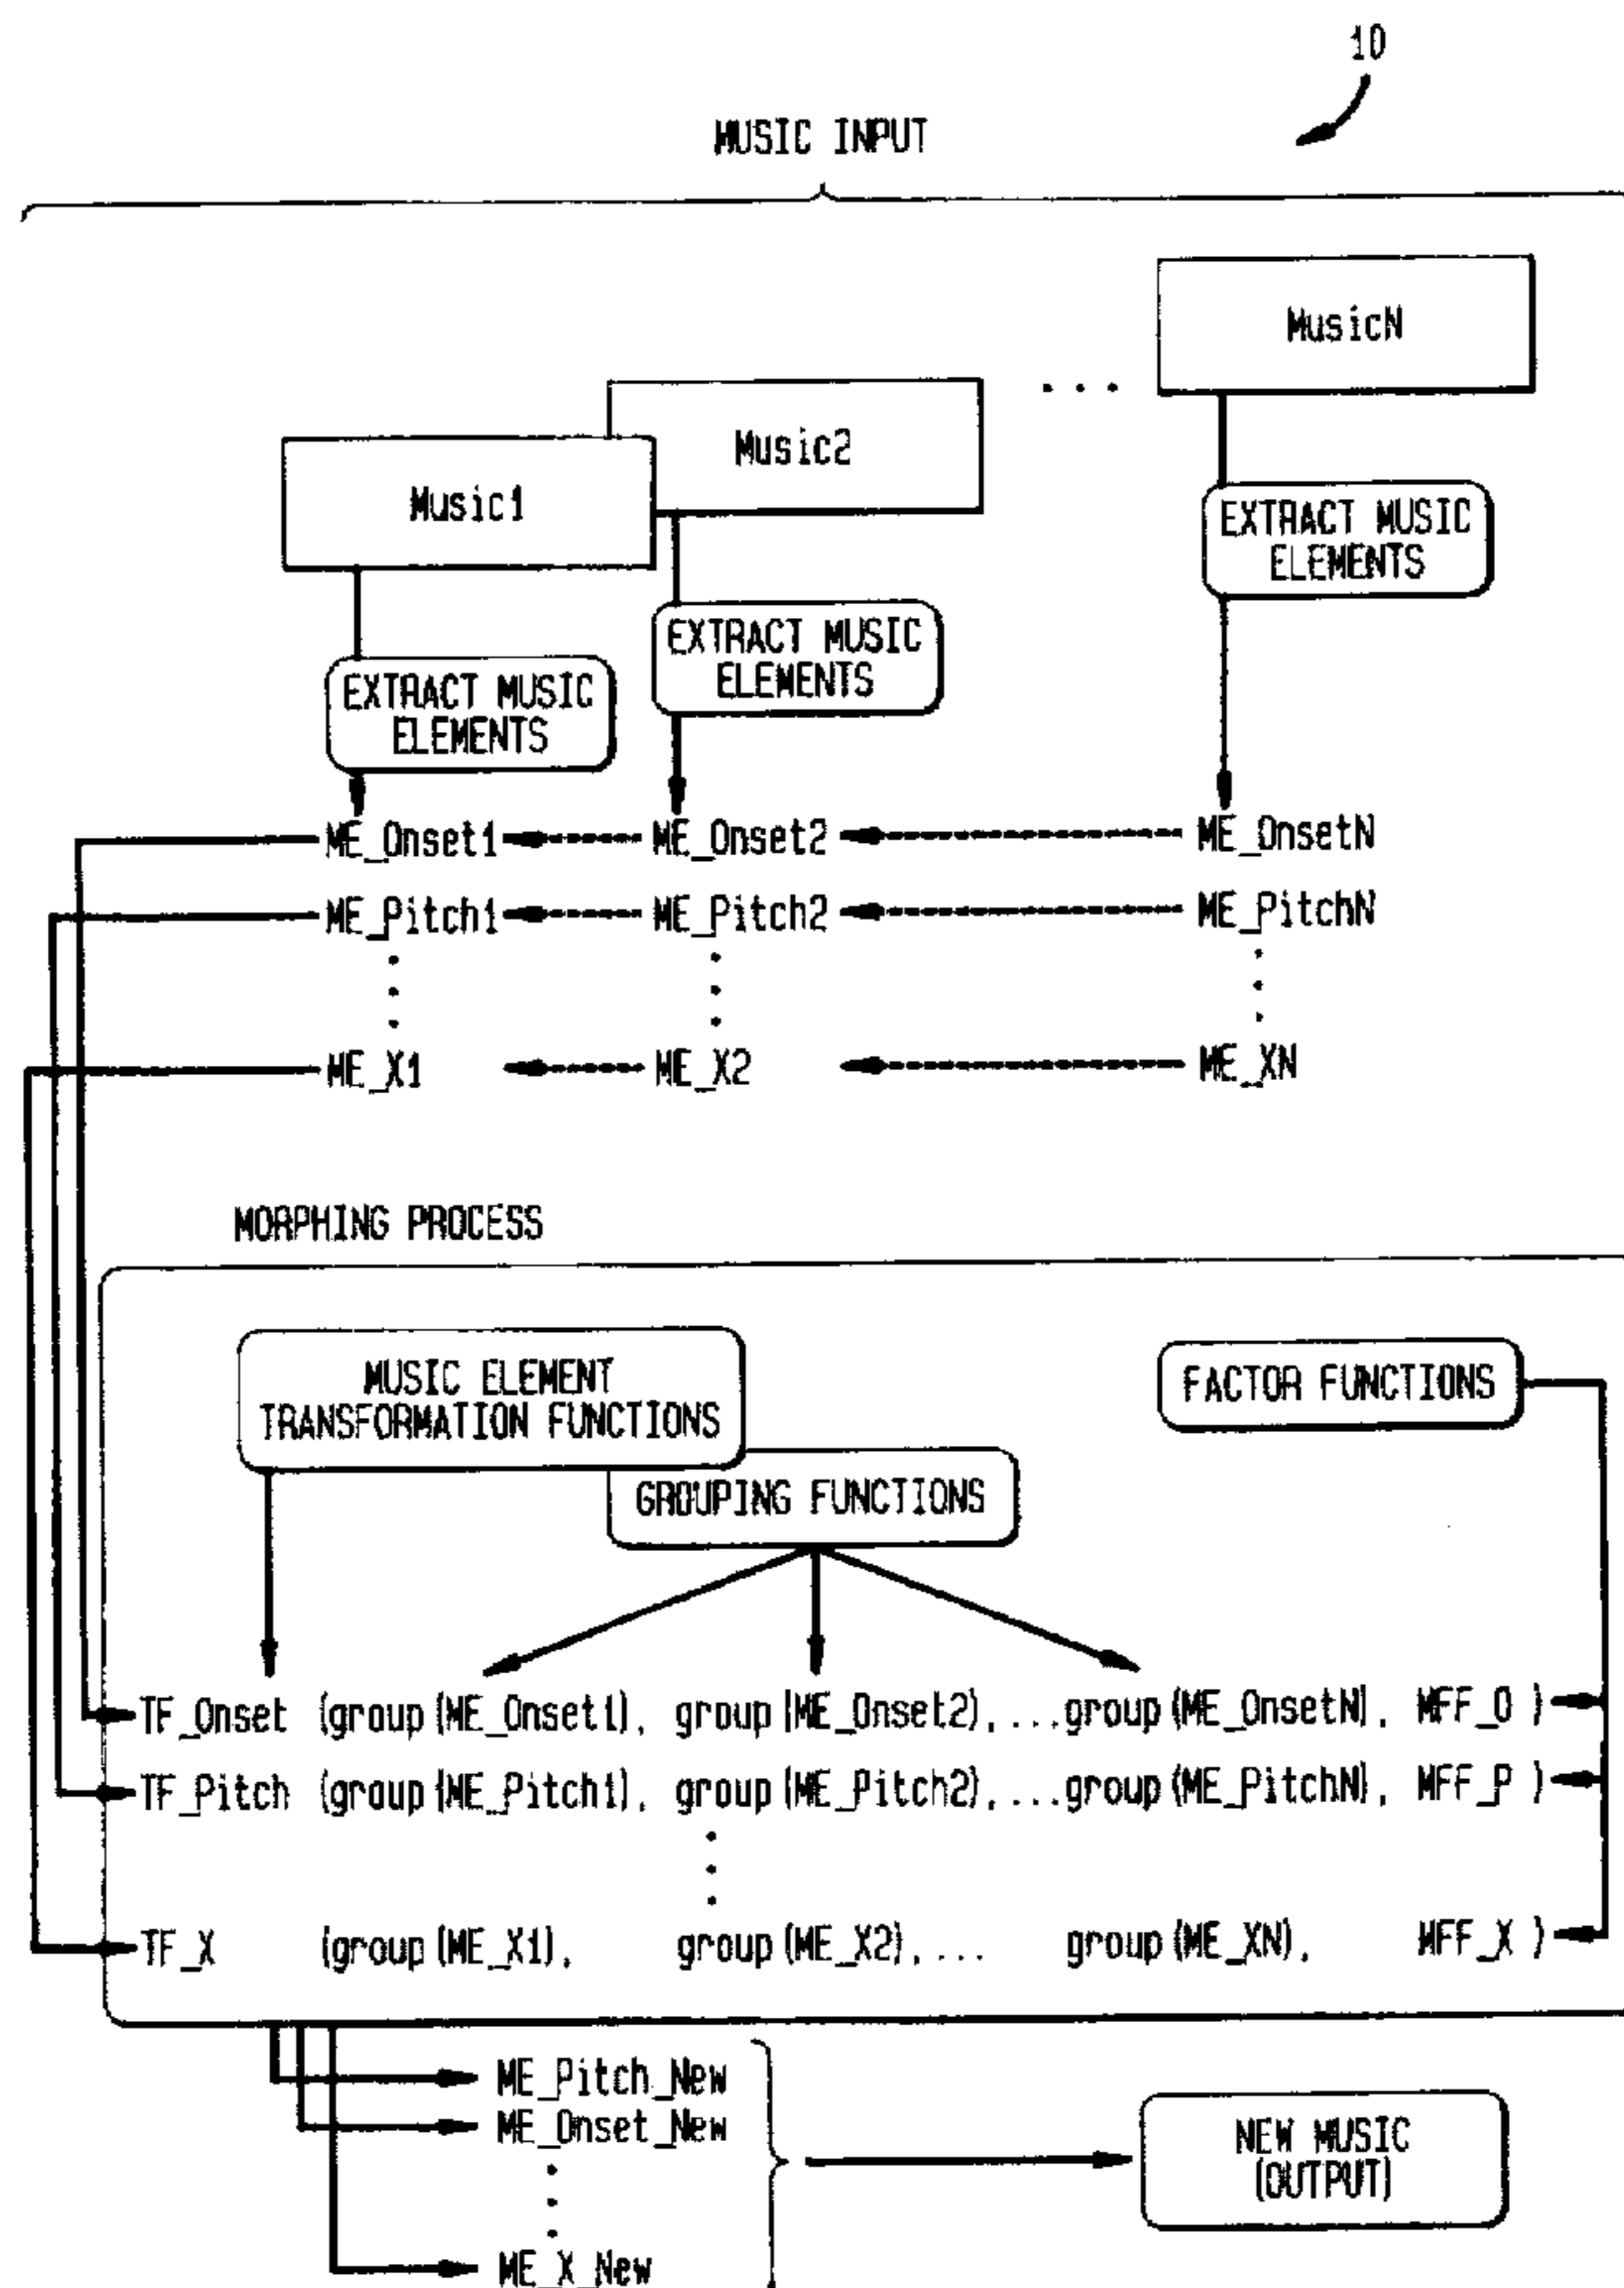 10
MUSIC INPUT
MusicN
Music2
Music1
EXTRACT MUSIC
ELEMENTS
EXTRACT MUSIC
ELEMENTS
EXTRACT MUSIC
ELEMENTS
ME_Onset1 ME_Onset2 ME_OnsetN
ME_Pitch1 ME_Pitch2 ME_PitchN
ME_X1 ME_X2 ME_XN
MORPHING PROCESS
MUSIC ELEMENT
TRANSFORMATION FUNCTIONS
FACTOR FUNCTIONS
GROUPING FUNCTIONS
TF_Onset (group(ME_Onset1), group(ME_Onset2),...group(ME_OnsetN), MFF_O )
TF_Pitch (group(ME_Pitch1), group(ME_Pitch2),...group(ME_PitchN), MFF_P )
TF_X (group(ME_X1), group(ME_X2),... group(ME_XN), MFF_X )
ME_Pitch_New
ME_Onset_New
ME_X_New
NEW MUSIC
(OUTPUT)